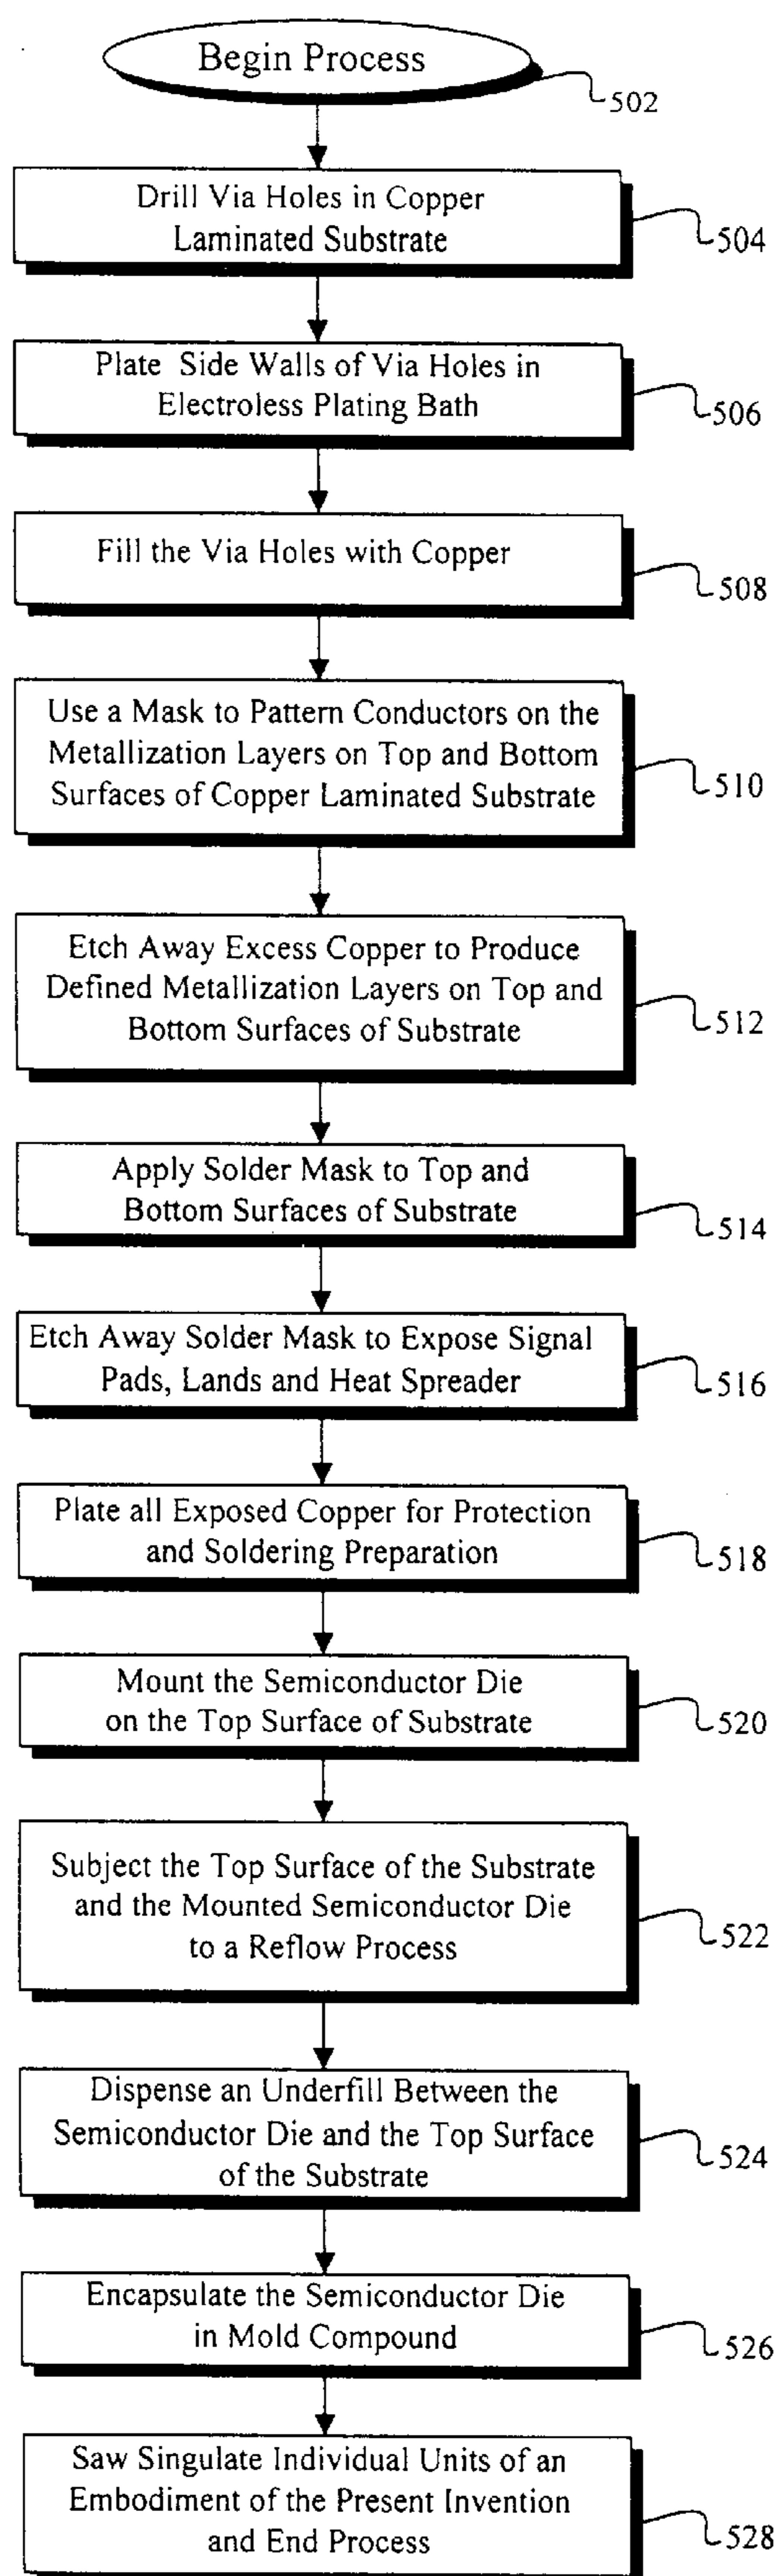 Begin Process
502
Drill Via Holes in Copper
Laminated Substrate
504
Plate Side Walls of Via Holes in
Electroless Plating Bath
506
Fill the Via Holes with Copper
508
Use a Mask to Pattern Conductors on the
Metallization Layers on Top and Bottom
Surfaces of Copper Laminated Substrate
510
Etch Away Excess Copper to Produce
Defined Metallization Layers on Top and
Bottom Surfaces of Substrate
512
Apply Solder Mask to Top and
Bottom Surfaces of Substrate
514
Etch Away Solder Mask to Expose Signal
Pads, Lands and Heat Spreader
516
Plate all Exposed Copper for Protection
and Soldering Preparation
518
Mount the Semiconductor Die
on the Top Surface of Substrate
520
Subject the Top Surface of the Substrate
and the Mounted Semiconductor Die
to a Reflow Process
522
Dispense an Underfill Between the
Semiconductor Die and the Top Surface
of the Substrate
524
Encapsulate the Semiconductor Die
in Mold Compound
526
Saw Singulate Individual Units of an
Embodiment of the Present Invention
and End Process
528